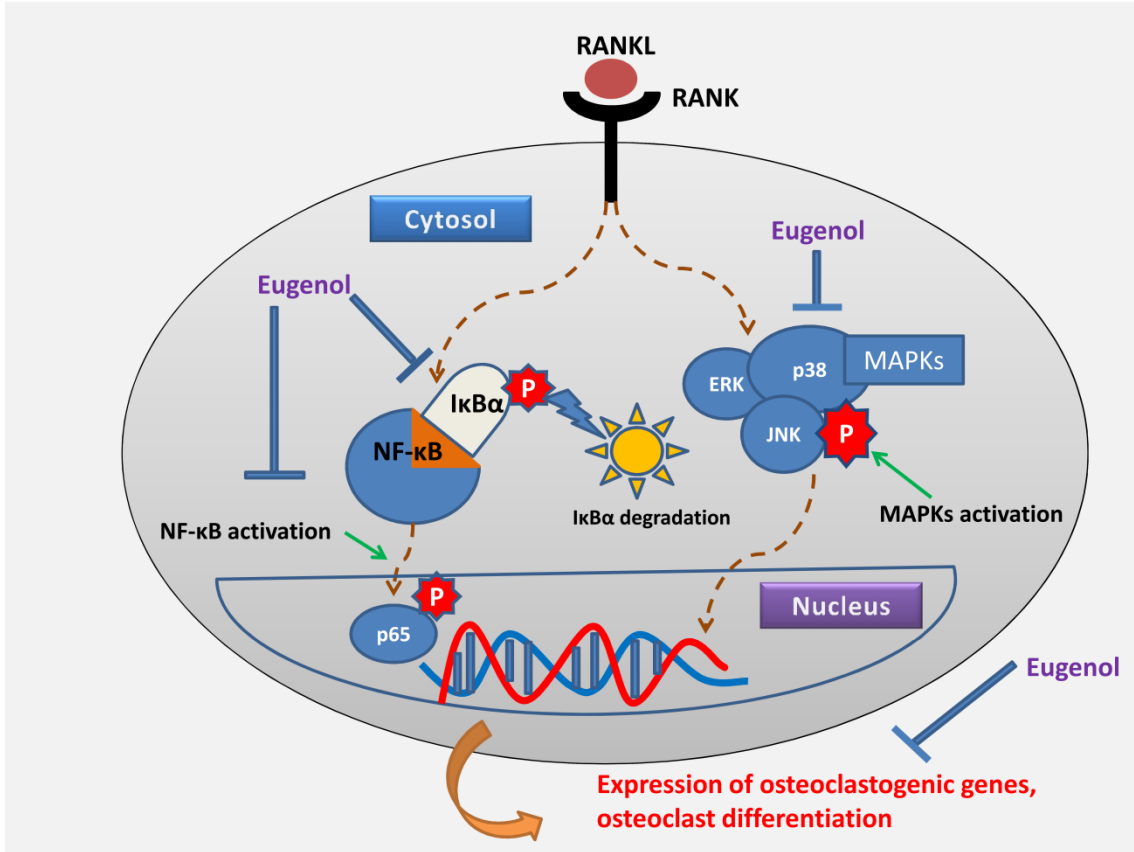 RANKL
RANK
Cytosol
Eugenol
Eugenol
IκBα
P
NF-κB
ERK
p38
MAPKs
JNK
P
IκBα degradation
MAPKs activation
NF-κB activation
P
p65
Nucleus
Eugenol
Expression of osteoclastogenic genes,
osteoclast differentiation